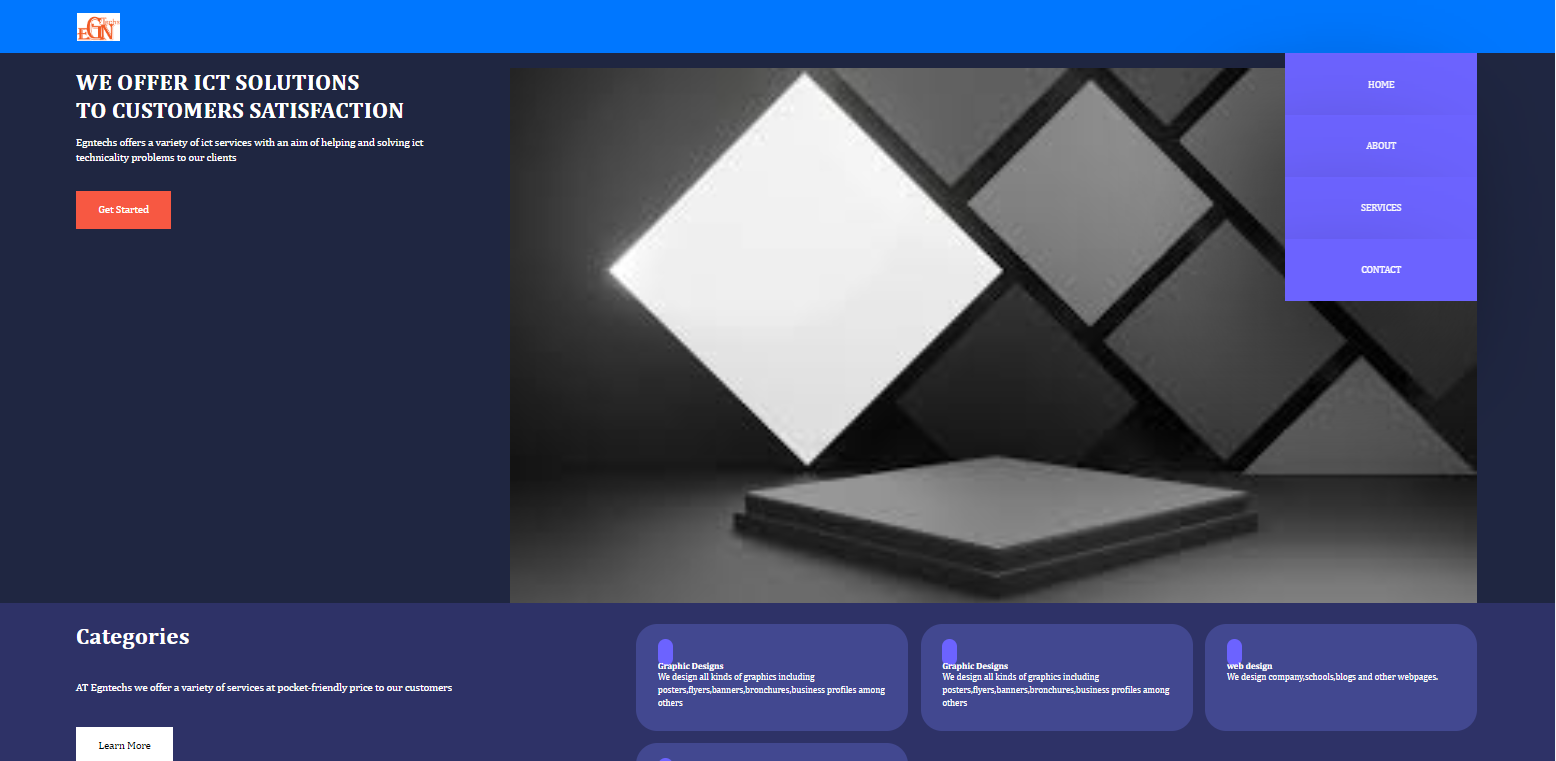 EGNTechs
HOME
ABOUT
SERVICES
CONTACT
WE OFFER ICT SOLUTIONS
TO CUSTOMERS SATISFACTION
Egntechs offers a variety of ict services with an aim of helping and solving ict
technicality problems to our clients
Get Started
Categories
AT Egntechs we offer a variety of services at pocket-friendly price to our customers
Learn More
Graphic Designs
We design all kinds of graphics including
posters,flyers,banners,bronchures,business profiles among
others
Graphic Designs
We design all kinds of graphics including
posters,flyers,banners,bronchures,business profiles among
others
web design
We design company,schools,blogs and other webpages.